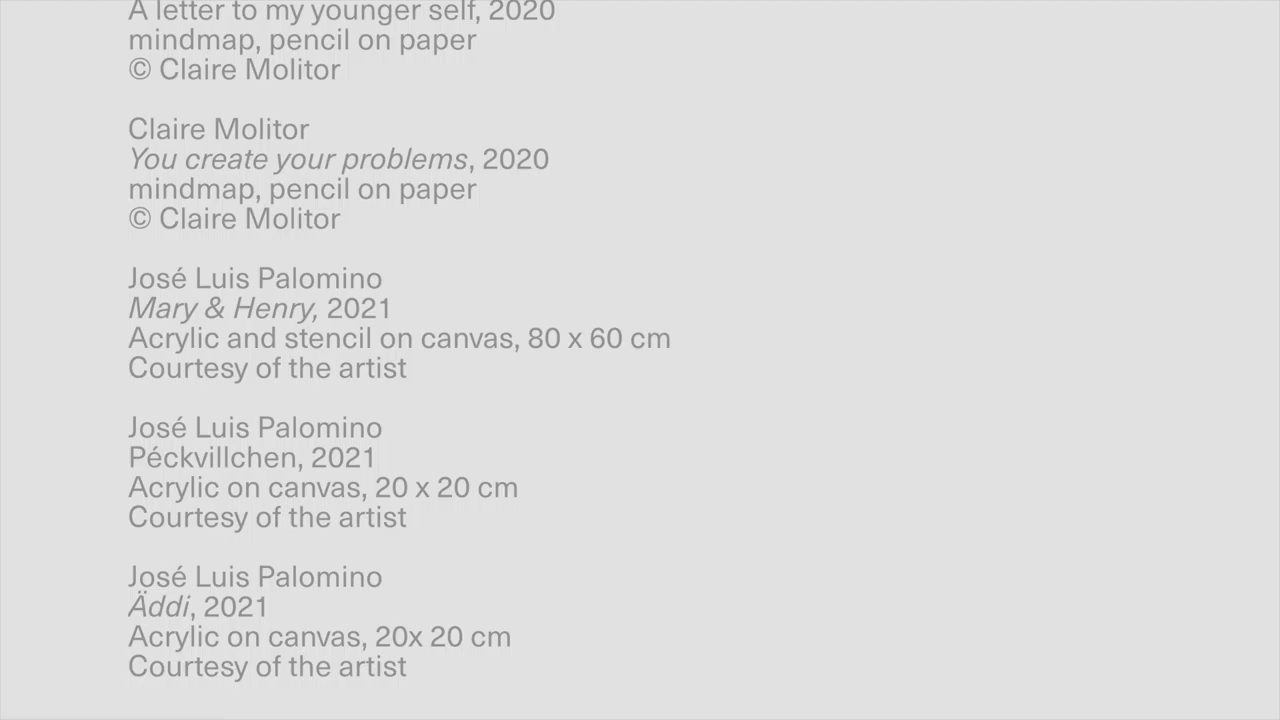 A letter to my younger self, 2020
mindmap, pencil on paper
© Claire Molitor
Claire Molitor
You create your problems, 2020
mindmap, pencil on paper
© Claire Molitor
José Luis Palomino
Mary & Henry, 2021
Acrylic and stencil on canvas, 80 x 60 cm
Courtesy of the artist
José Luis Palomino
Péckvillchen, 2021
Acrylic on canvas, 20 x 20 cm
Courtesy of the artist
José Luis Palomino
Äddi, 2021
Acrylic on canvas, 20x 20 cm
Courtesy of the artist